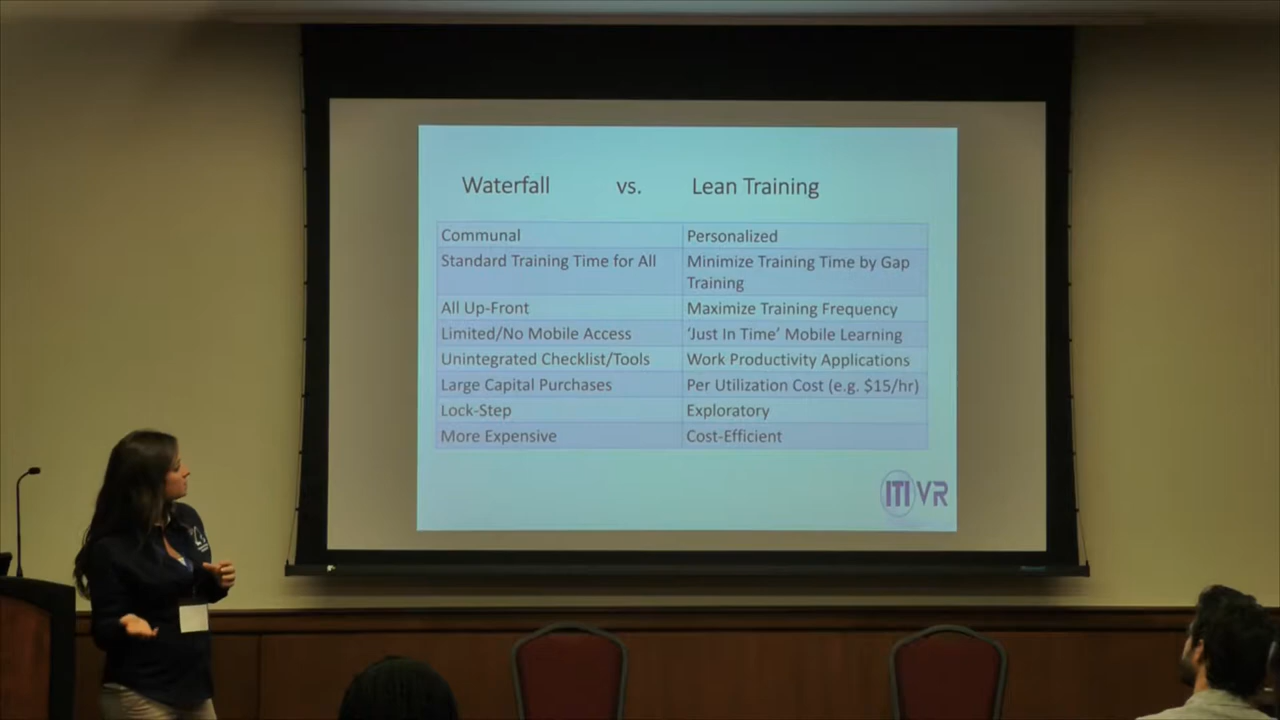 Waterfall vs. Lean Training
Communal Personalized
Standard Training Time for All Minimize Training Time by Gap
Training
All Up-Front Maximize Training Frequency
Limited/No Mobile Access ‘Just In Time’ Mobile Learning
Unintegrated Checklist/Tools Work Productivity Applications
Large Capital Purchases Per Utilization Cost (e.g. $15/hr)
Lock-Step Exploratory
More Expensive Cost-Efficient
ITI VR